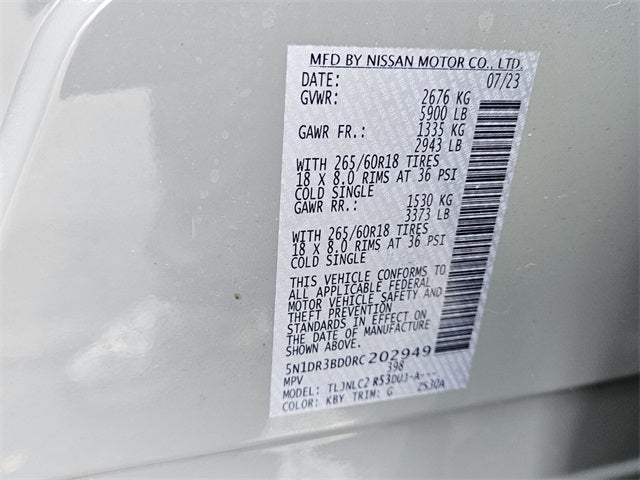 MFD BY NISSAN MOTOR CO., LTD.
DATE: 07/23
GVWR: 2676 KG
5900 LB
GAWR FR.: 1335 KG
2943 LB
WITH 265/60R18 TIRES
18 X 8.0 RIMS AT 36 PSI
COLD SINGLE
GAWR RR.: 1530 KG
3373 LB
WITH 265/60R18 TIRES
18 X 8.0 RIMS AT 36 PSI
COLD SINGLE
THIS VEHICLE CONFORMS TO
ALL APPLICABLE FEDERAL
MOTOR VEHICLE SAFETY AND
THEFT PREVENTION
STANDARDS IN EFFECT ON
THE DATE OF MANUFACTURE
SHOWN ABOVE.
5N1DR3BD0RC202949
MPV 398
MODEL: TLJNLC2 R53DUJ-A---
COLOR: KBY TRIM: G 2S30A